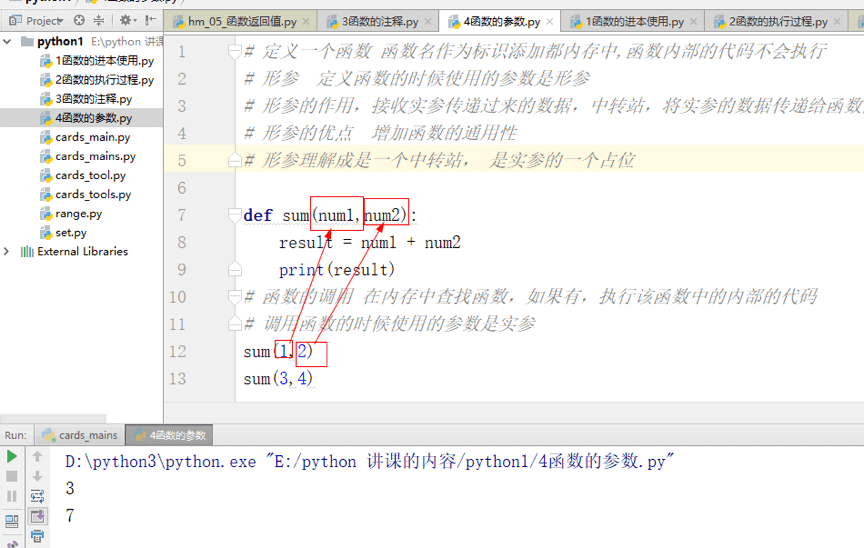 python1 4函数的参数.py
Project
hm_05_函数返回值.py
3函数的注释.py
4函数的参数.py
1函数的进本使用.py
2函数的执行过程.py
python1 E:\python 讲课
1函数的进本使用.py
2函数的执行过程.py
3函数的注释.py
4函数的参数.py
cards_main.py
cards_mains.py
cards_tool.py
cards_tools.py
range.py
set.py
External Libraries
1 # 定义一个函数 函数名作为标识添加都内存中,函数内部的代码不会执行
2 # 形参 定义函数的时候使用的参数是形参
3 # 形参的作用，接收实参传递过来的数据，中转站，将实参的数据传递给函数
4 # 形参的优点 增加函数的通用性
5 # 形参理解成是一个中转站， 是实参的一个占位
6
7 def sum(num1,num2):
8 result = num1 + num2
9 print(result)
10 # 函数的调用 在内存中查找函数，如果有，执行该函数中的内部的代码
11 # 调用函数的时候使用的参数是实参
12 sum(1,2)
13 sum(3,4)
Run: cards_mains 4函数的参数
D:\python3\python.exe "E:/python 讲课的内容/python1/4函数的参数.py"
3
7